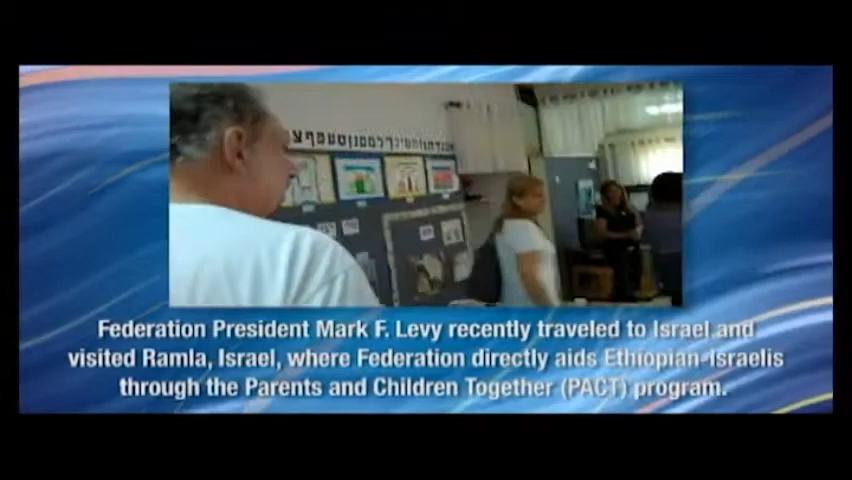 Federation President Mark F. Levy recently traveled to Israel and
visited Ramla, Israel, where Federation directly aids Ethiopian-Israelis
through the Parents and Children Together (PACT) program.